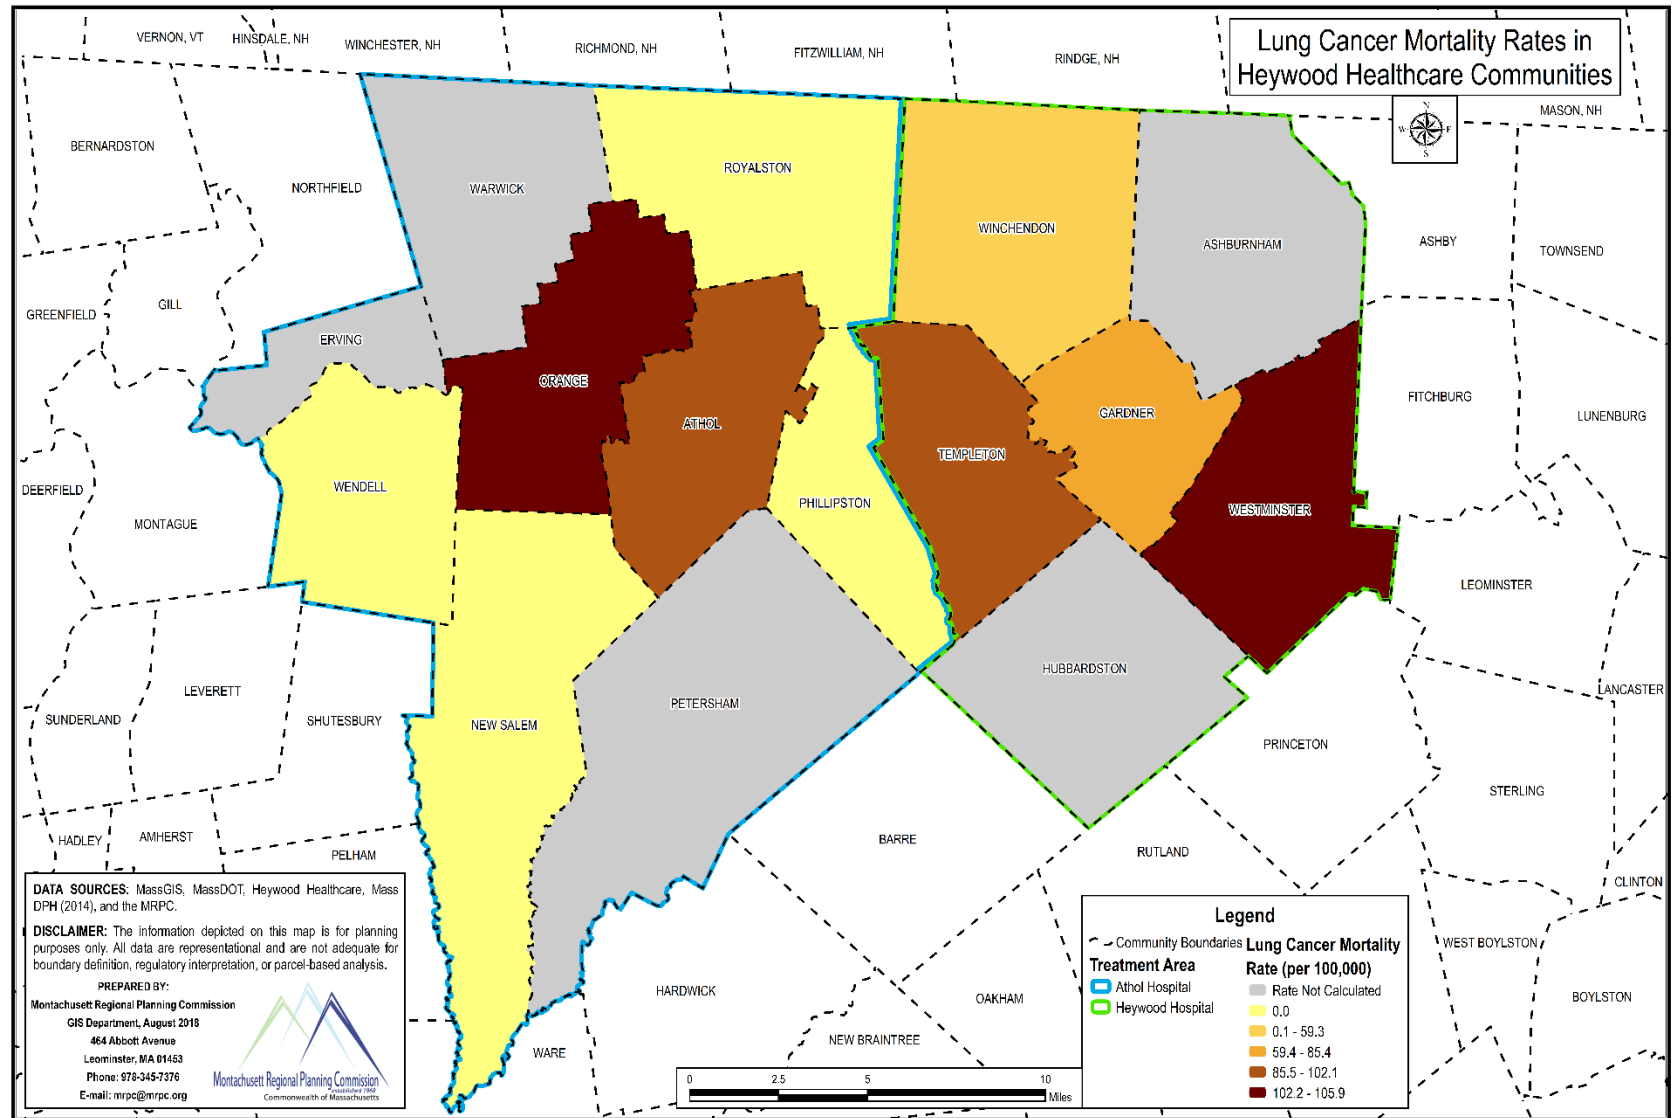 Lung Cancer Mortality Rates in
Heywood Healthcare Communities
VERNON, VT
HINSDALE, NH
WINCHESTER, NH
RICHMOND, NH
FITZWILLIAM, NH
RINDGE, NH
MASON, NH
N
W
E
S
BERNARDSTON
NORTHFIELD
WARWICK
ROYALSTON
WINCHENDON
ASHBURNHAM
ASHBY
TOWNSEND
GREENFIELD
GILL
ERVING
ORANGE
ATHOL
TEMPLETON
GARDNER
FITCHBURG
LUNENBURG
DEERFIELD
MONTAGUE
WENDELL
PHILLIPSTON
WESTMINSTER
LEOMINSTER
SUNDERLAND
LEVERETT
SHUTESBURY
NEW SALEM
PETERSHAM
HUBBARDSTON
PRINCETON
LANCASTER
STERLING
HADLEY
AMHERST
PELHAM
BARRE
RUTLAND
CLINTON
WEST BOYLSTON
BOYLSTON
HARDWICK
OAKHAM
NEW BRAINTREE
WARE
DATA SOURCES: MassGIS, MassDOT, Heywood Healthcare, Mass
DPH (2014), and the MRPC.
DISCLAIMER: The information depicted on this map is for planning
purposes only. All data are representational and are not adequate for
boundary definition, regulatory interpretation, or parcel-based analysis.
PREPARED BY:
Montachusett Regional Planning Commission
GIS Department, August 2018
464 Abbott Avenue
Leominster, MA 01453
Phone: 978-345-7376
E-mail: mrpc@mrpc.org
Montachusett Regional Planning Commission
established 1968
Commonwealth of Massachusetts
0 2.5 5 10
Miles
Legend
Community Boundaries
Treatment Area
Athol Hospital
Heywood Hospital
Lung Cancer Mortality
Rate (per 100,000)
Rate Not Calculated
0.0
0.1 - 59.3
59.4 - 85.4
85.5 - 102.1
102.2 - 105.9